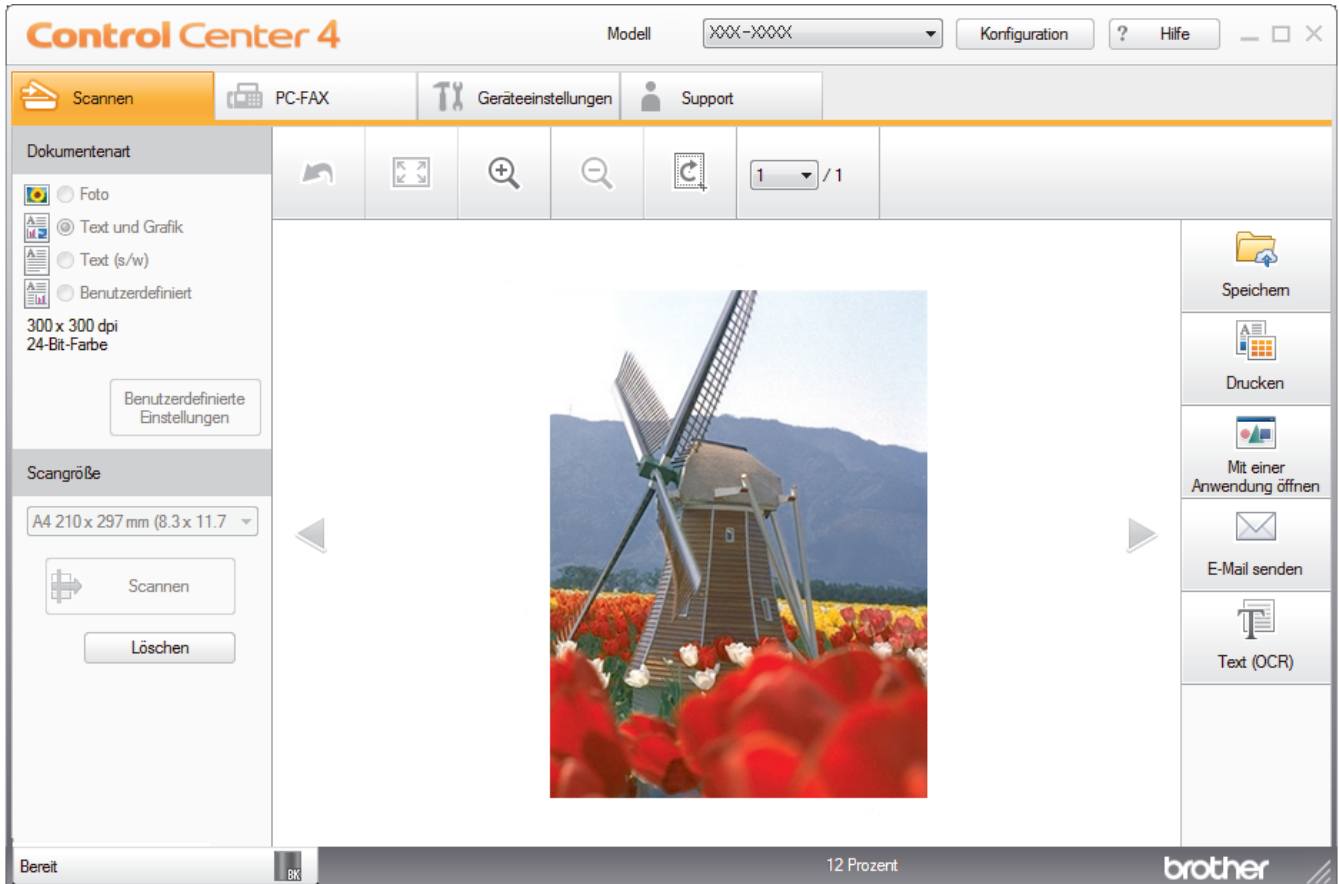 Control Center 4
Modell
XXX-XXXX
Konfiguration
? Hilfe
Scannen
PC-FAX
Geräteeinstellungen
Support
Dokumentenart
Foto
Text und Grafik
Text (s/w)
Benutzerdefiniert
300 x 300 dpi
24-Bit-Farbe
Benutzerdefinierte
Einstellungen
Scangröße
A4 210 x 297 mm (8.3 x 11.7
Scannen
Löschen
1 / 1
Speichern
Drucken
Mit einer
Anwendung öffnen
E-Mail senden
Text (OCR)
Bereit
BK
12 Prozent
brother